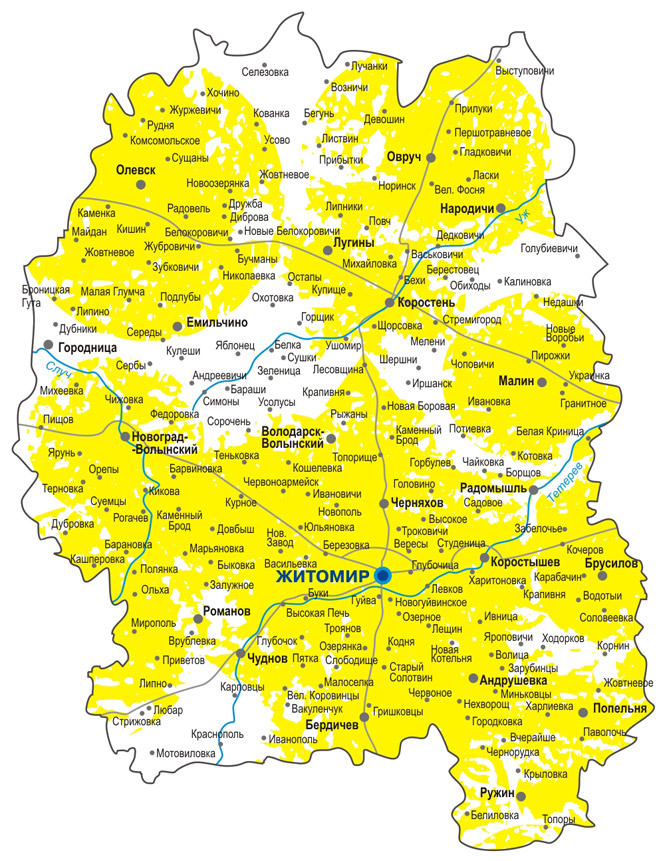 Селезовка
Лучанки
Выступовичи
Возничи
Хочино
Журжевичи
Кованка
Бегунь
Девошин
Прилуки
Рудня
Комсомольское
Усово
Листвин
Першотравневое
Сущаны
Прибытки
Овруч
Гладковичи
Олевск
Жовтневое
Норинск
Ласки
Новоозерянка
Вел. Фосня
Каменка
Радовель
Дружба
Диброва
Липники
Народичи
Уж
Майдан
Кишин
Белокоровичи
Новые Белокоровичи
Повч
Дедковичи
Жовтневое
Жубровичи
Лугины
Голубиевичи
Бучманы
Михайловка
Васьковичи
Зубковичи
Николаевка
Остапы
Вехи
Берестовец
Обиходы
Калиновка
Броницкая
Гута
Малая Глумча
Подлубы
Охотовка
Купище
Коростень
Недашки
Липино
Емильчино
Горщик
Щорсовка
Стремигород
Новые
Воробьи
Дубники
Середы
Городница
Кулеши
Яблонец
Белка
Ушомир
Мелени
Сушки
Шершни
Чоповичи
Пирожки
Случ
Сербы
Зеленица
Лесовщина
Андреевичи
Иршанск
Малин
Украинка
Михеевка
Бараши
Крапивня
Чижовка
Симоны
Усолусы
Новая Боровая
Ивановка
Гранитное
Пищов
Федоровка
Рыжаны
Сорочень
Новоград-
-Волынский
Володарск-
Волынский
Каменный
Брод
Потиевка
Белая Криница
Ярунь
Теньковка
Торопище
Горбулев
Чайковка
Котовка
Орепы
Барвиновка
Кошелевка
Борщов
Терновка
Кикова
Червоноармейск
Головино
Радомышль
Тетерев
Суемцы
Курное
Ивановичи
Черняхов
Садовое
Рогачев
Каменный
Брод
Новополь
Высокое
Дубровка
Довбыш
Юльяновка
Троковичи
Забелочье
Барановка
Нов.
Завод
Марьяновка
Березовка
Вересы
Студеница
Кочеров
Кашперовка
Полянка
Быковка
Васильевка
Глубочица
Коростышев
Брусилов
ЖИТОМИР
Харитоновка
Карабачин
Ольха
Залужное
Буки
Гуйва
Левков
Крапивня
Водотыи
Новогуйвинское
Романов
Высокая Печь
Озерное
Ивница
Соловеевка
Мирополь
Троянов
Лещин
Врублевка
Глубочок
Кодня
Яроповичи
Ходорков
Озерянка
Новая
Котельня
Корнин
Приветов
Чуднов
Пятка
Слободище
Волица
Старый
Солотвин
Зарубинцы
Липно
Карповцы
Малоселка
Андрушевка
Жовтневое
Вел. Коровинцы
Червоное
Миньковцы
Любар
Вакуленчук
Нехворощ
Харлиевка
Попельня
Стрижовка
Бердичев
Гришковцы
Городковка
Краснополь
Иванополь
Вчерайше
Паволочь
Мотовиловка
Чернорудка
Крыловка
Ружин
Белиловка
Топоры